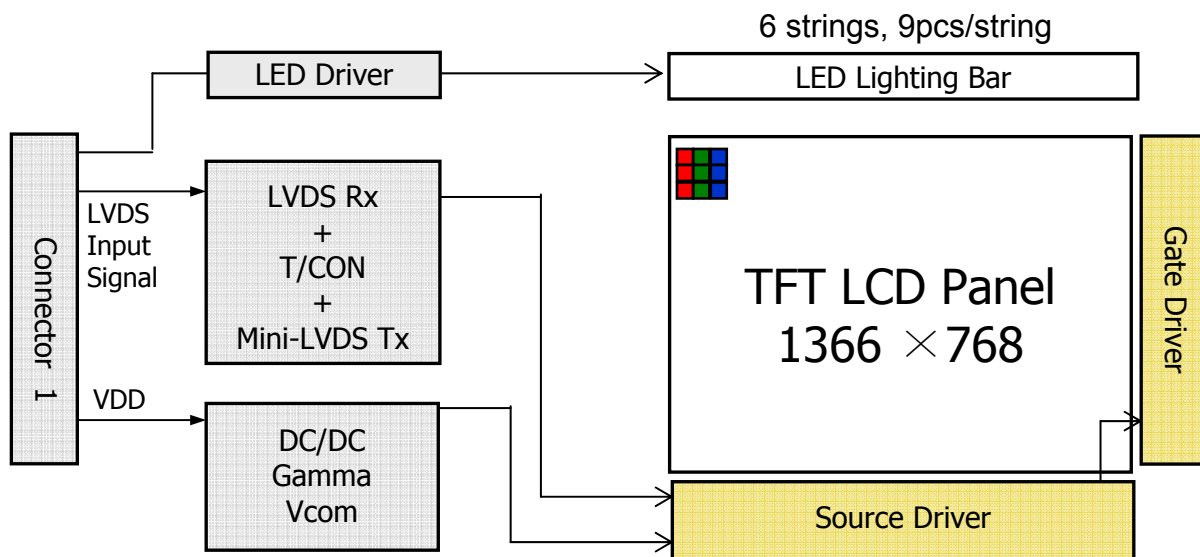 6 strings, 9pcs/string
LED Driver
LED Lighting Bar
Connector 1
LVDS
Input
Signal
LVDS Rx
+
T/CON
+
Mini-LVDS Tx
TFT LCD Panel
1366 ×768
Gate Driver
VDD
DC/DC
Gamma
Vcom
Source Driver